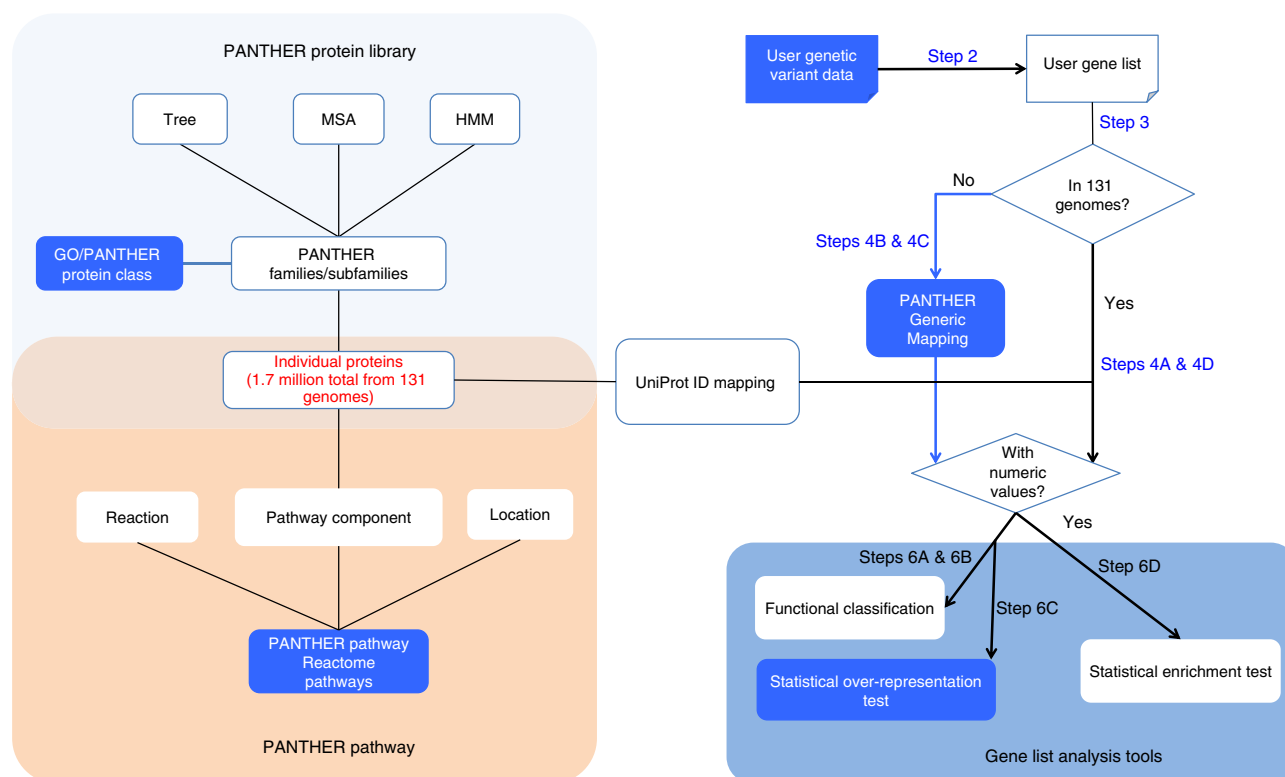 PANTHER protein library
Tree
MSA
HMM
GO/PANTHER
protein class
PANTHER
families/subfamilies
Individual proteins
(1.7 million total from 131
genomes)
UniProt ID mapping
Reaction
Pathway component
Location
PANTHER pathway
Reactome
pathways
PANTHER pathway
User genetic
variant data
Step 2
User gene list
Step 3
No
In 131
genomes?
Steps 4B & 4C
PANTHER
Generic
Mapping
Yes
Steps 4A & 4D
With
numeric
values?
Yes
Steps 6A & 6B
Step 6D
Functional classification
Step 6C
Statistical over-representation
test
Statistical enrichment test
Gene list analysis tools